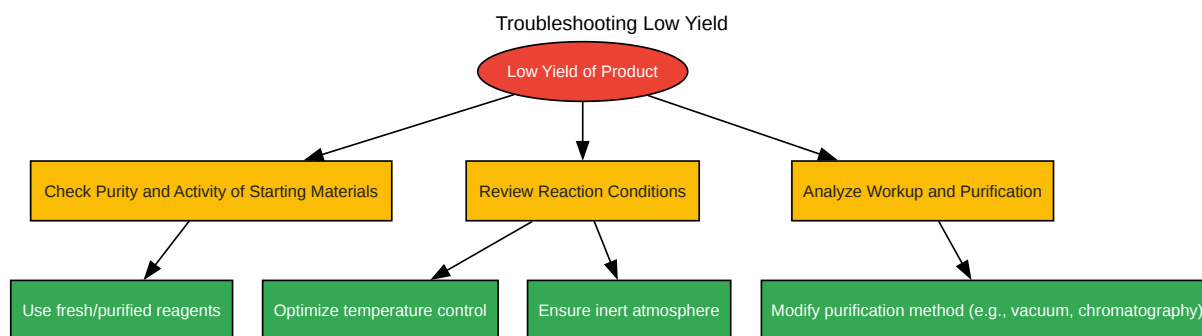 Troubleshooting Low Yield
Low Yield of Product
Check Purity and Activity of Starting Materials
Review Reaction Conditions
Analyze Workup and Purification
Use fresh/purified reagents
Optimize temperature control
Ensure inert atmosphere
Modify purification method (e.g., vacuum, chromatography)